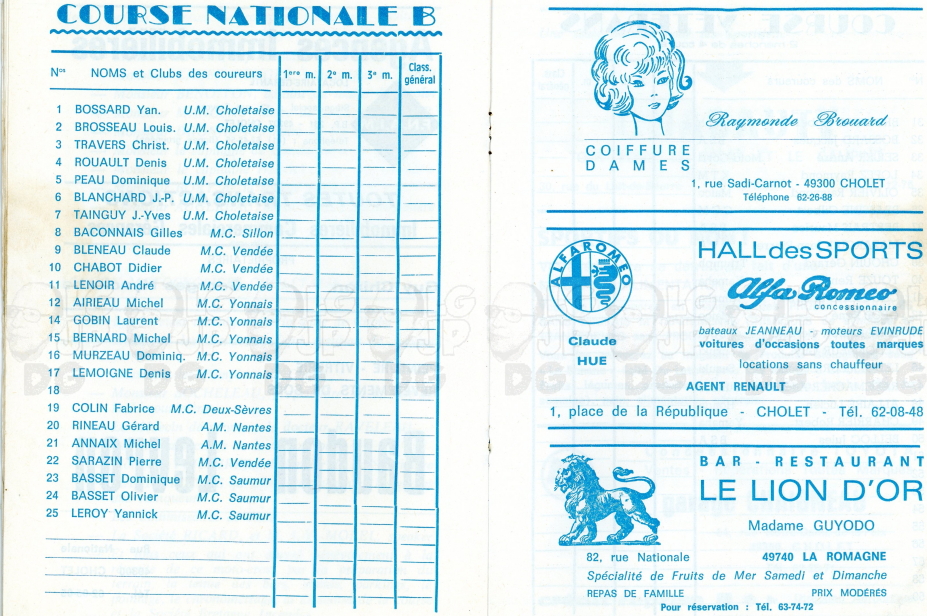 COURSE NATIONALE B
Nos NOMS et Clubs des coureurs 1ère m. 2e m. 3e m. Class. général
1 BOSSARD Yan. U.M. Choletaise
2 BROSSEAU Louis. U.M. Choletaise
3 TRAVERS Christ. U.M. Choletaise
4 ROUAULT Denis U.M. Choletaise
5 PEAU Dominique U.M. Choletaise
6 BLANCHARD J.-P. U.M. Choletaise
7 TAINGUY J.-Yves U.M. Choletaise
8 BACONNAIS Gilles M.C. Sillon
9 BLENEAU Claude M.C. Vendée
10 CHABOT Didier M.C. Vendée
11 LENOIR André M.C. Vendée
12 AIRIEAU Michel M.C. Yonnais
14 GOBIN Laurent M.C. Yonnais
15 BERNARD Michel M.C. Yonnais
16 MURZEAU Dominiq. M.C. Yonnais
17 LEMOIGNE Denis M.C. Yonnais
18
19 COLIN Fabrice M.C. Deux-Sèvres
20 RINEAU Gérard A.M. Nantes
21 ANNAIX Michel A.M. Nantes
22 SARAZIN Pierre M.C. Vendée
23 BASSET Dominique M.C. Saumur
24 BASSET Olivier M.C. Saumur
25 LEROY Yannick M.C. Saumur
Raymonde Brouard
COIFFURE
DAMES
1, rue Sadi-Carnot - 49300 CHOLET
Téléphone 62-26-88
ALFA ROMEO
HALL des SPORTS
Alfa Romeo
concessionnaire
Claude
HUE
bateaux JEANNEAU - moteurs EVINRUDE
voitures d'occasions toutes marques
locations sans chauffeur
AGENT RENAULT
1, place de la République - CHOLET - Tél. 62-08-48
BAR - RESTAURANT
LE LION D'OR
Madame GUYODO
82, rue Nationale 49740 LA ROMAGNE
Spécialité de Fruits de Mer Samedi et Dimanche
REPAS DE FAMILLE PRIX MODÉRÉS
Pour réservation : Tél. 63-74-72